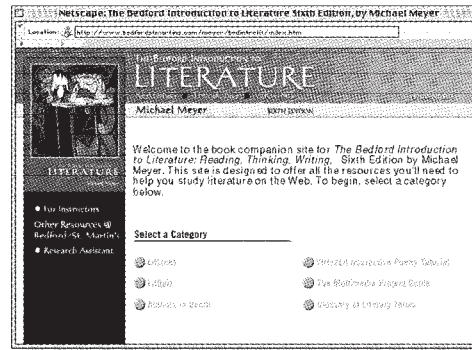 Netscape: The Bedford Introduction to Literature Sixth Edition, by Michael Meyer
Location:
THE BEDFORD INTRODUCTION TO
LITERATURE
Michael Meyer SIXTH EDITION
LITERATURE
Welcome to the book companion site for The Bedford Introduction
to Literature: Reading, Thinking, Writing, Sixth Edition by Michael
Meyer. This site is designed to offer all the resources you'll need to
help you study literature on the Web. To begin, select a category
below.
For Instructors
Other Resources @
Bedford/St. Martin's
Research Assistant
Select a Category
The Multimedia Project Guide
Glossary of Literary Terms